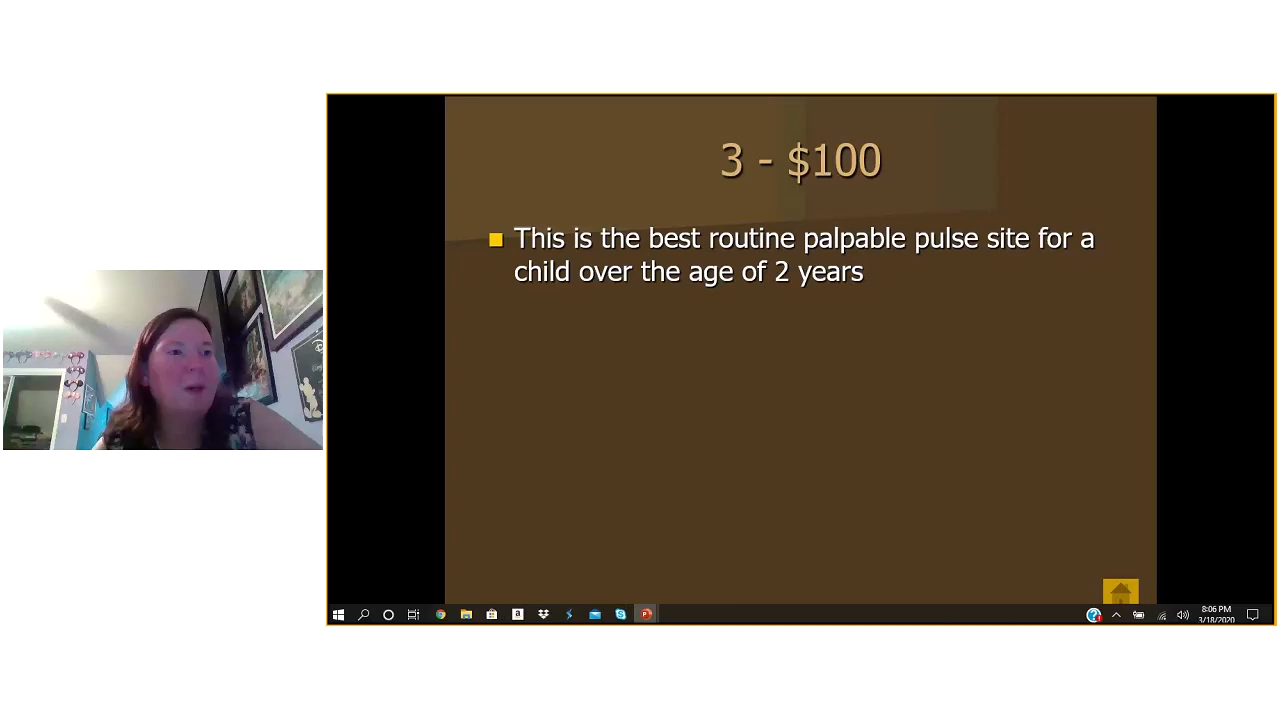 3 - $100
This is the best routine palpable pulse site for a
child over the age of 2 years
8:06 PM
3/18/2020